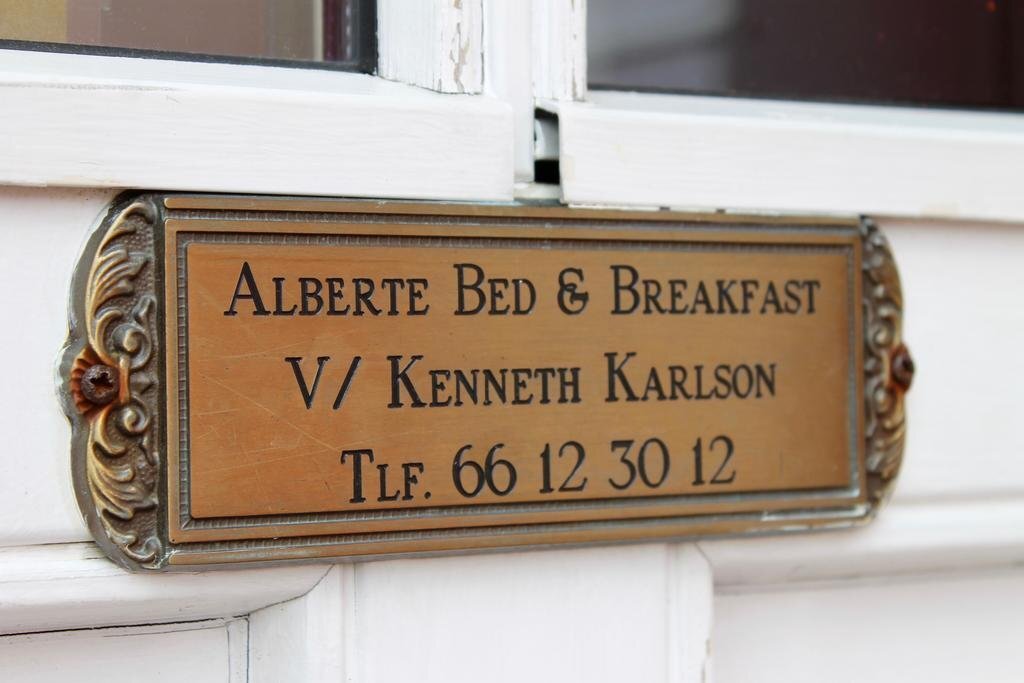 Alberte Bed & Breakfast
V/ Kenneth Karlson
Tlf. 66 12 30 12